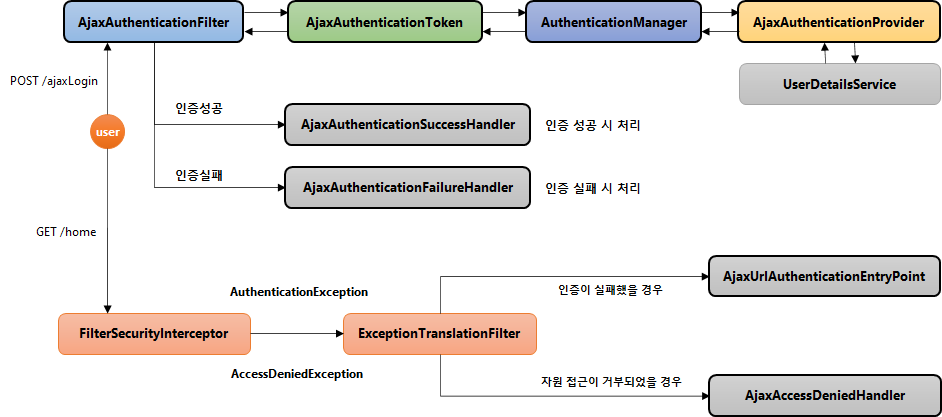 AjaxAuthenticationFilter
AjaxAuthenticationToken
AuthenticationManager
AjaxAuthenticationProvider
POST /ajaxLogin
UserDetailsService
인증성공
AjaxAuthenticationSuccessHandler
인증 성공 시 처리
user
인증실패
AjaxAuthenticationFailureHandler
인증 실패 시 처리
GET /home
AjaxUrlAuthenticationEntryPoint
인증이 실패했을 경우
AuthenticationException
FilterSecurityInterceptor
ExceptionTranslationFilter
AccessDeniedException
자원 접근이 거부되었을 경우
AjaxAccessDeniedHandler